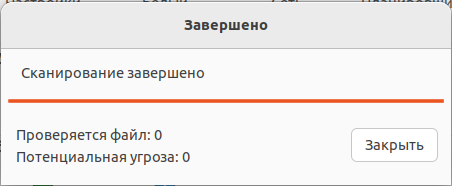 Завершено
Сканирование завершено
Проверяется файл: 0
Потенциальная угроза: 0
Закрыть